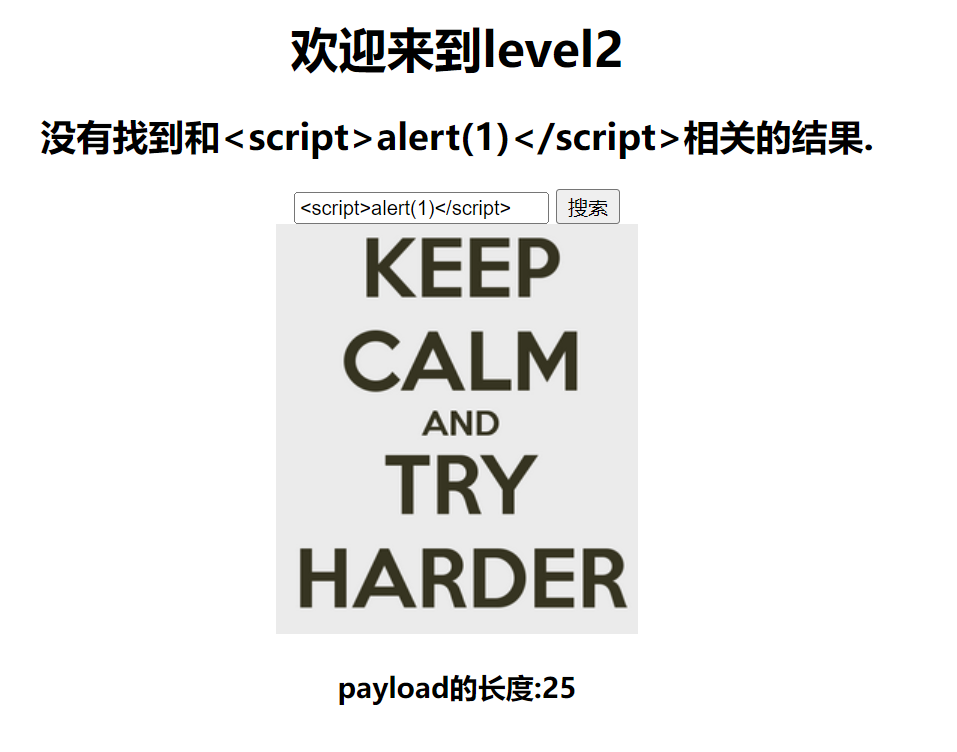 欢迎来到level2
没有找到和<script>alert(1)</script>相关的结果.
<script>alert(1)</script> 搜索
KEEP
CALM
AND
TRY
HARDER
payload的长度:25